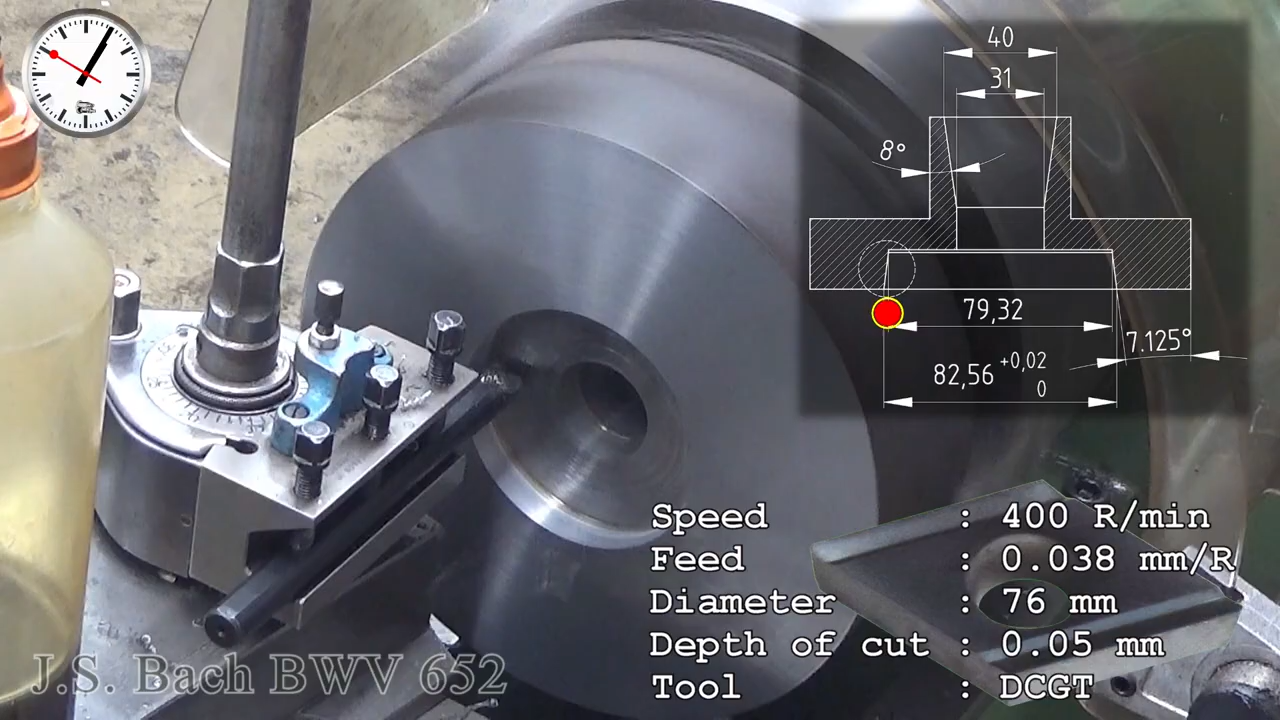 40
31
8°
79,32
7.125°
82,56 +0,02
0
Speed : 400 R/min
Feed : 0.038 mm/R
Diameter : 76 mm
Depth of cut : 0.05 mm
Tool : DCGT
J.S. Bach BWV 652